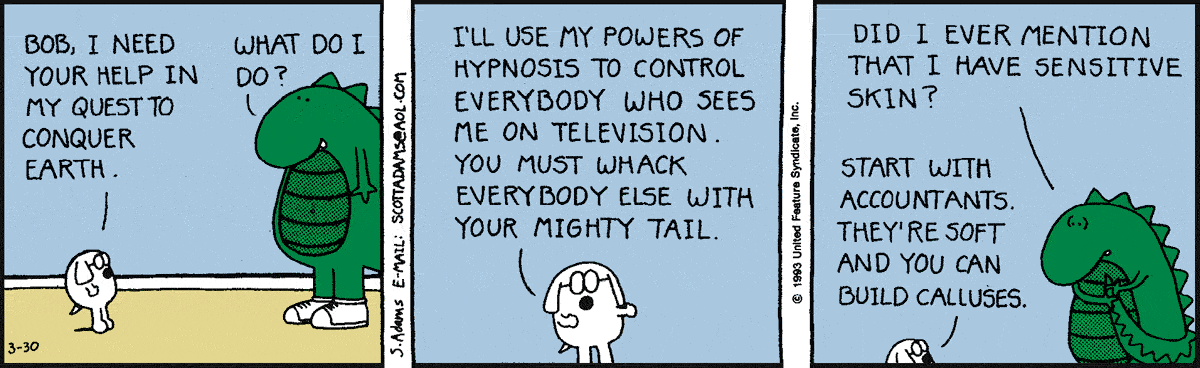 BOB, I NEED
YOUR HELP IN
MY QUEST TO
CONQUER
EARTH.
WHAT DO I
DO?
3-30
S. Adams E-MAIL: SCOTTADAMS@AOL.COM
I'LL USE MY POWERS OF
HYPNOSIS TO CONTROL
EVERYBODY WHO SEES
ME ON TELEVISION.
YOU MUST WHACK
EVERYBODY ELSE WITH
YOUR MIGHTY TAIL.
© 1993 United Feature Syndicate, Inc.
DID I EVER MENTION
THAT I HAVE SENSITIVE
SKIN?
START WITH
ACCOUNTANTS.
THEY'RE SOFT
AND YOU CAN
BUILD CALLUSES.